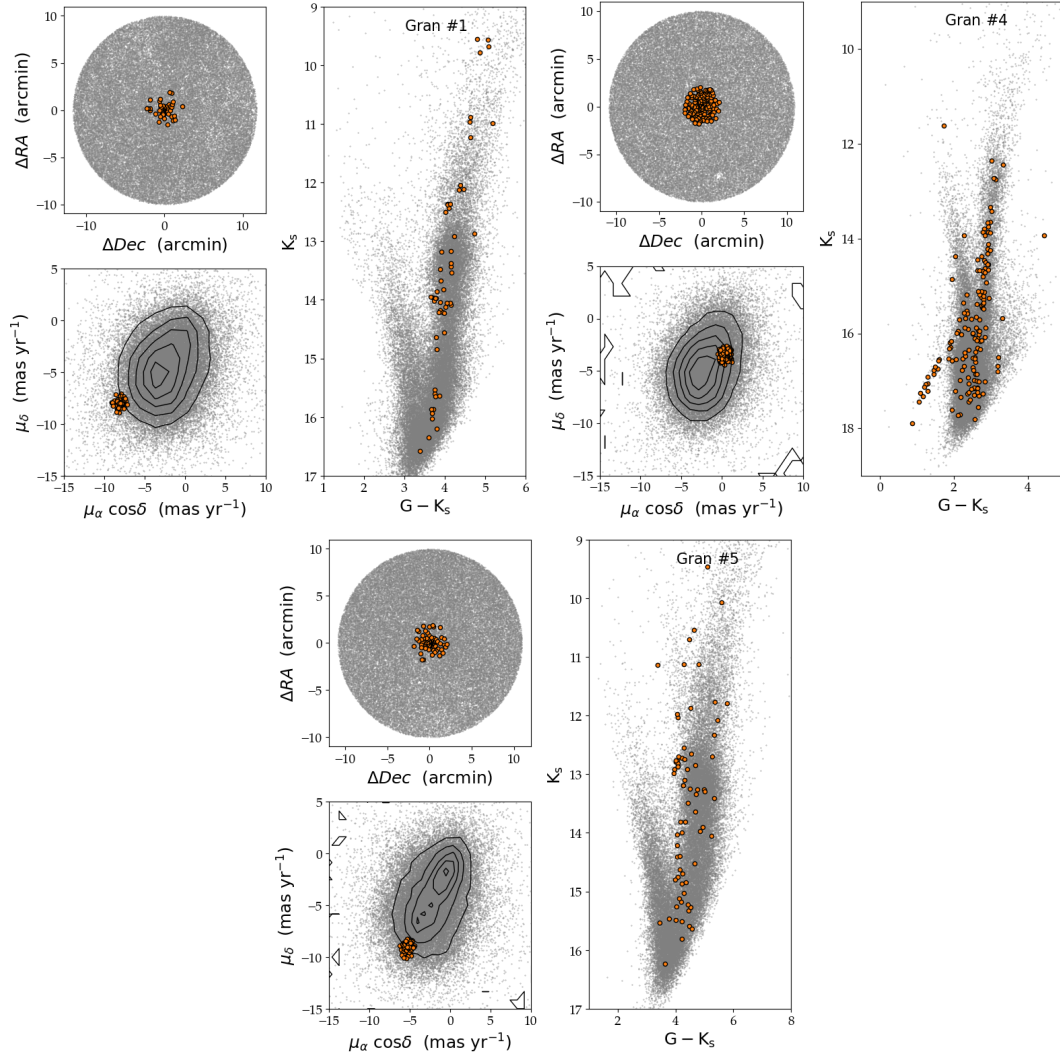 ΔRA (arcmin)
10
5
0
−5
−10
−10 0 10
ΔDec (arcmin)
μδ (mas yr−1)
5
0
−5
−10
−15
−15 −10 −5 0 5 10
μα cosδ (mas yr−1)
Gran #1
Ks
9
10
11
12
13
14
15
16
17
1 2 3 4 5 6
G − Ks
ΔRA (arcmin)
10
5
0
−5
−10
−10 0 10
ΔDec (arcmin)
μδ (mas yr−1)
5
0
−5
−10
−15
−15 −10 −5 0 5 10
μα cosδ (mas yr−1)
Gran #4
Ks
10
12
14
16
18
0 2 4
G − Ks
ΔRA (arcmin)
10
5
0
−5
−10
−10 −5 0 5 10
ΔDec (arcmin)
μδ (mas yr−1)
5
0
−5
−10
−15
−15 −10 −5 0 5 10
μα cosδ (mas yr−1)
Gran #5
Ks
9
10
11
12
13
14
15
16
17
2 4 6 8
G − Ks